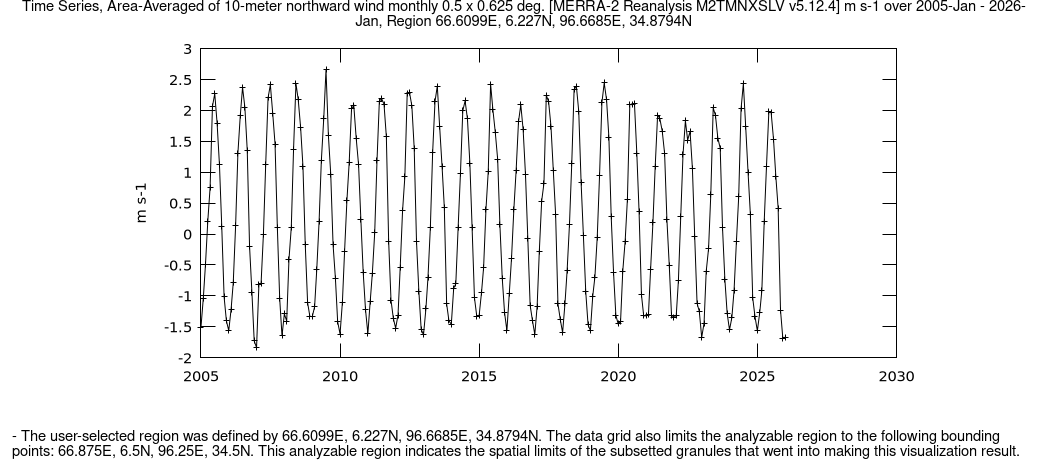 Time Series, Area-Averaged of 10-meter northward wind monthly 0.5 x 0.625 deg. [MERRA-2 Reanalysis M2TMNXSLV v5.12.4] m s-1 over 2005-Jan - 2026-
Jan, Region 66.6099E, 6.227N, 96.6685E, 34.8794N
3
2.5
2
1.5
1
0.5
0
-0.5
-1
-1.5
-2
m s-1
2005 2010 2015 2020 2025 2030
- The user-selected region was defined by 66.6099E, 6.227N, 96.6685E, 34.8794N. The data grid also limits the analyzable region to the following bounding
points: 66.875E, 6.5N, 96.25E, 34.5N. This analyzable region indicates the spatial limits of the subsetted granules that went into making this visualization result.